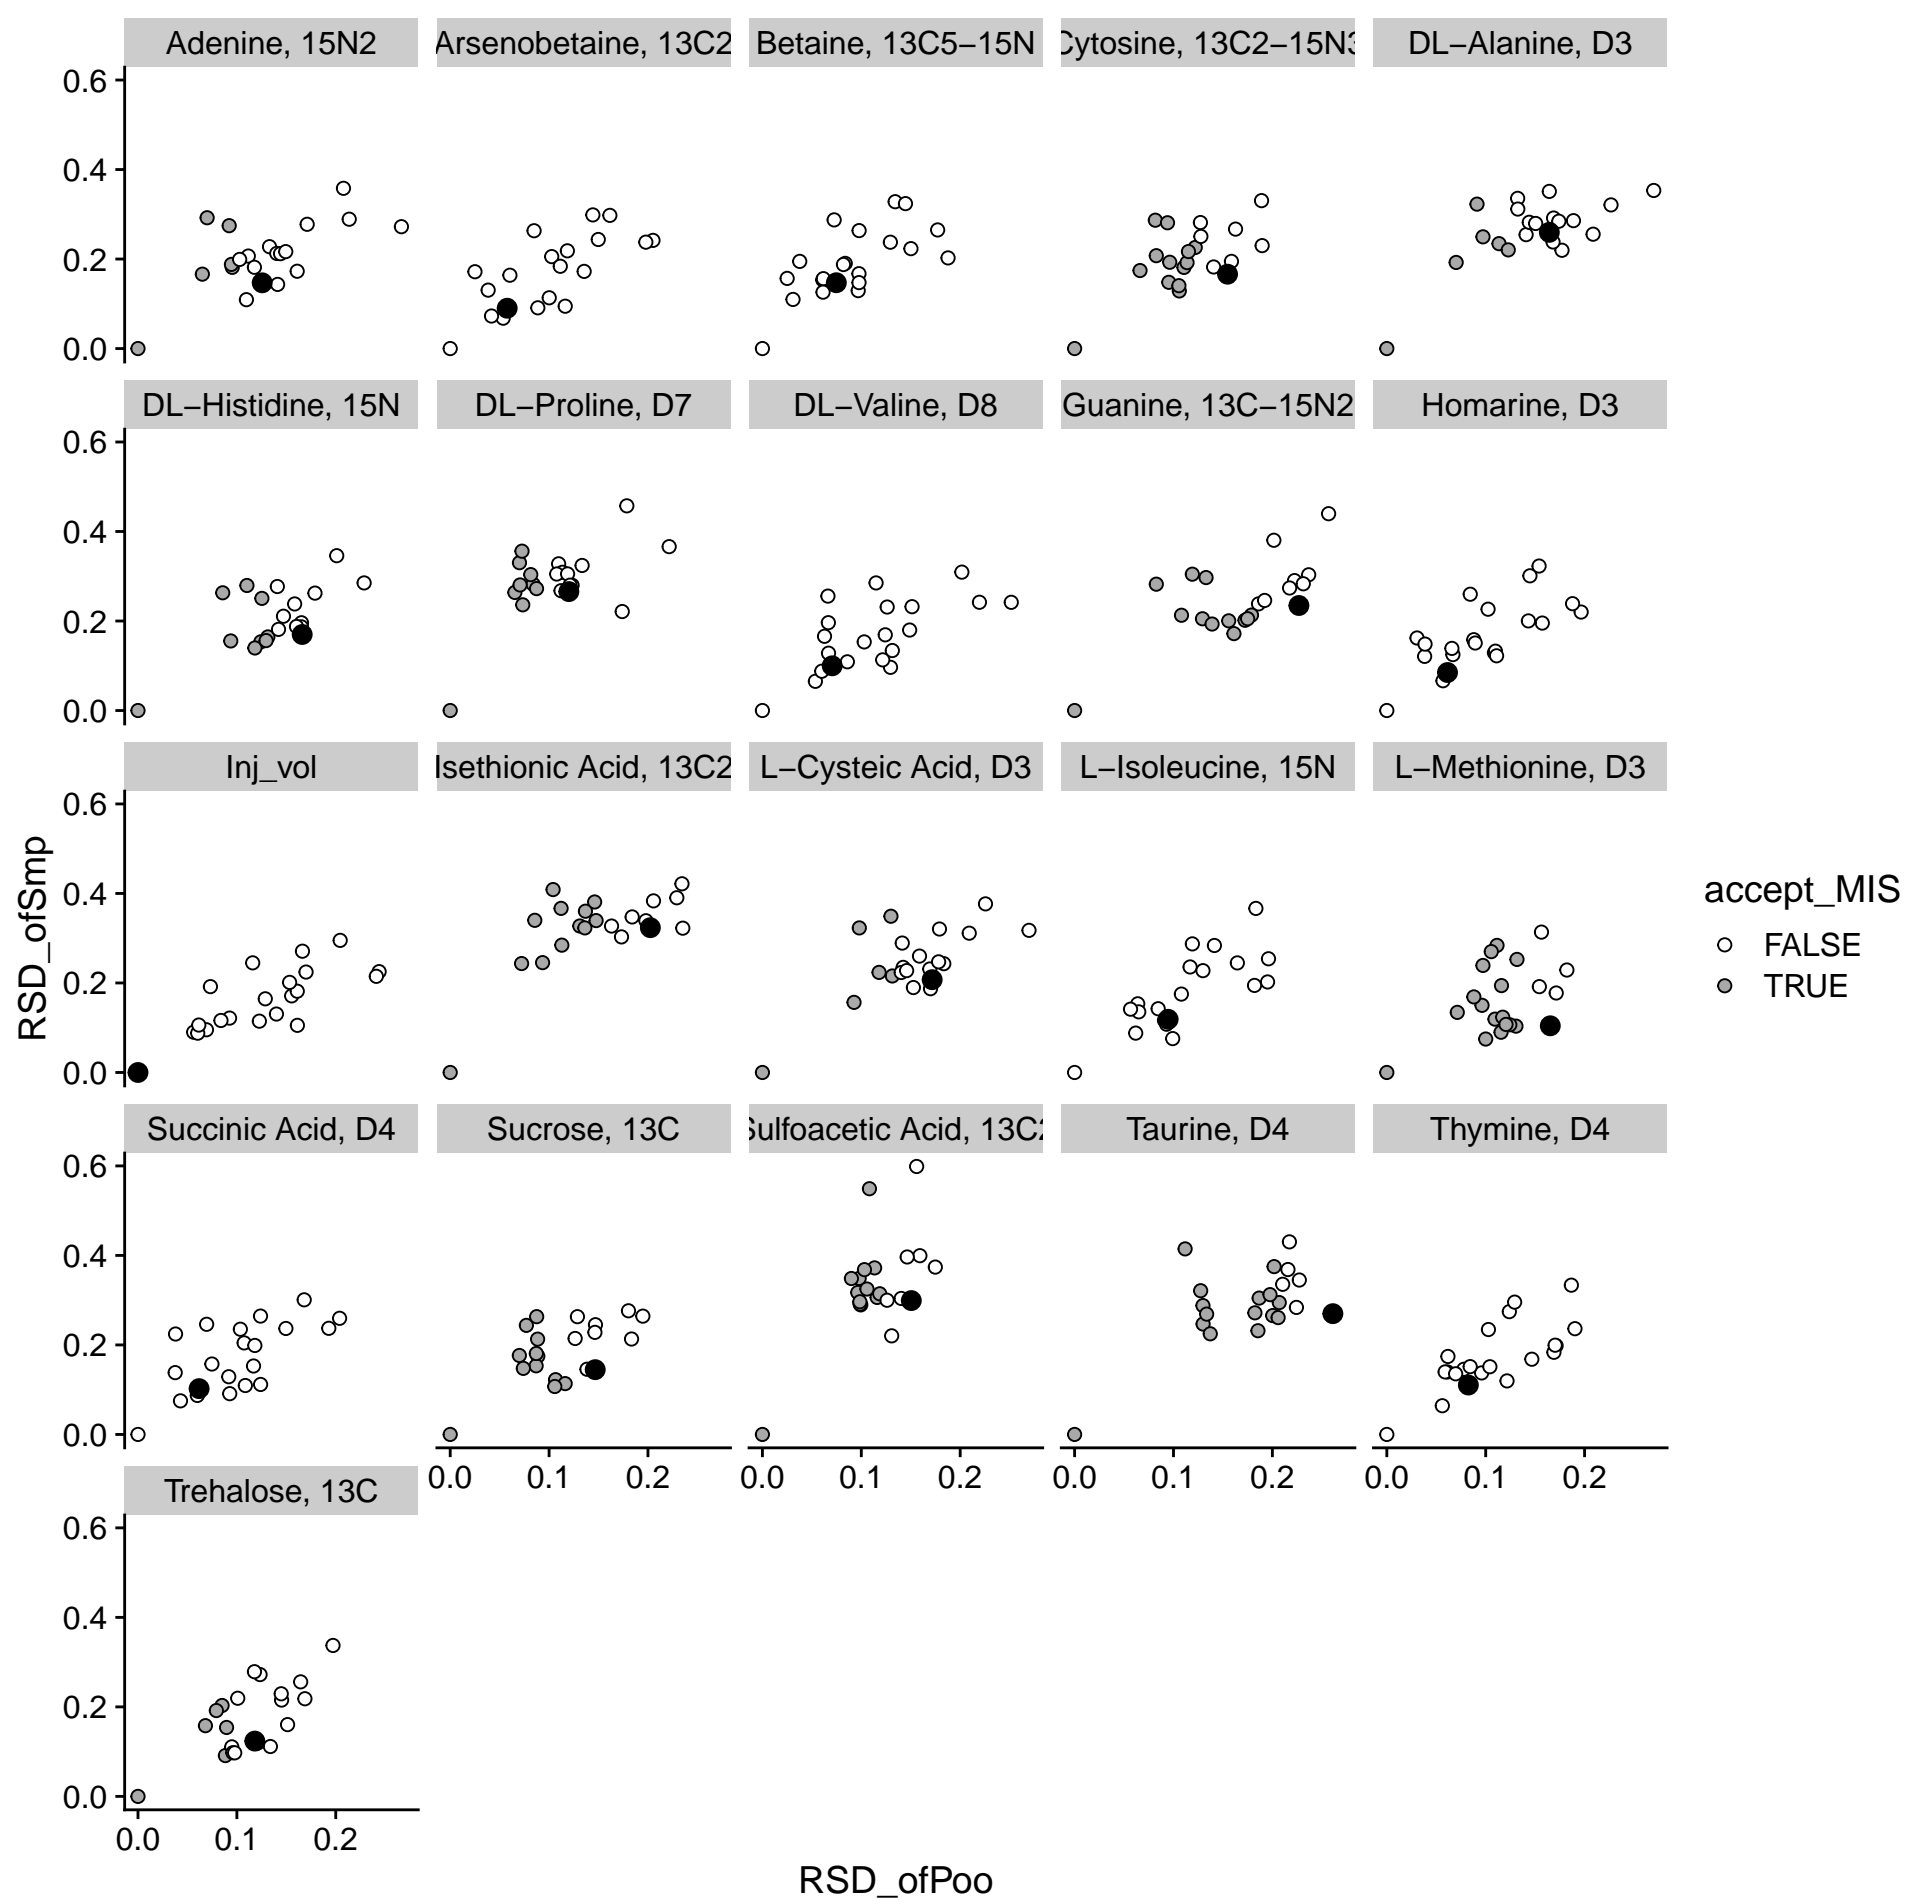 Adenine, 15N2
Arsenobetaine, 13C2
Betaine, 13C5−15N
Cytosine, 13C2−15N3
DL−Alanine, D3
0.6
0.4
0.2
0.0
DL−Histidine, 15N
DL−Proline, D7
DL−Valine, D8
Guanine, 13C−15N2
Homarine, D3
0.6
0.4
0.2
0.0
Inj_vol
Isethionic Acid, 13C2
L−Cysteic Acid, D3
L−Isoleucine, 15N
L−Methionine, D3
0.6
0.4
0.2
0.0
RSD_ofSmp
accept_MIS
FALSE
TRUE
Succinic Acid, D4
Sucrose, 13C
Sulfoacetic Acid, 13C2
Taurine, D4
Thymine, D4
0.6
0.4
0.2
0.0
0.0 0.1 0.2
0.0 0.1 0.2
0.0 0.1 0.2
0.0 0.1 0.2
Trehalose, 13C
0.6
0.4
0.2
0.0
0.0 0.1 0.2
RSD_ofPoo